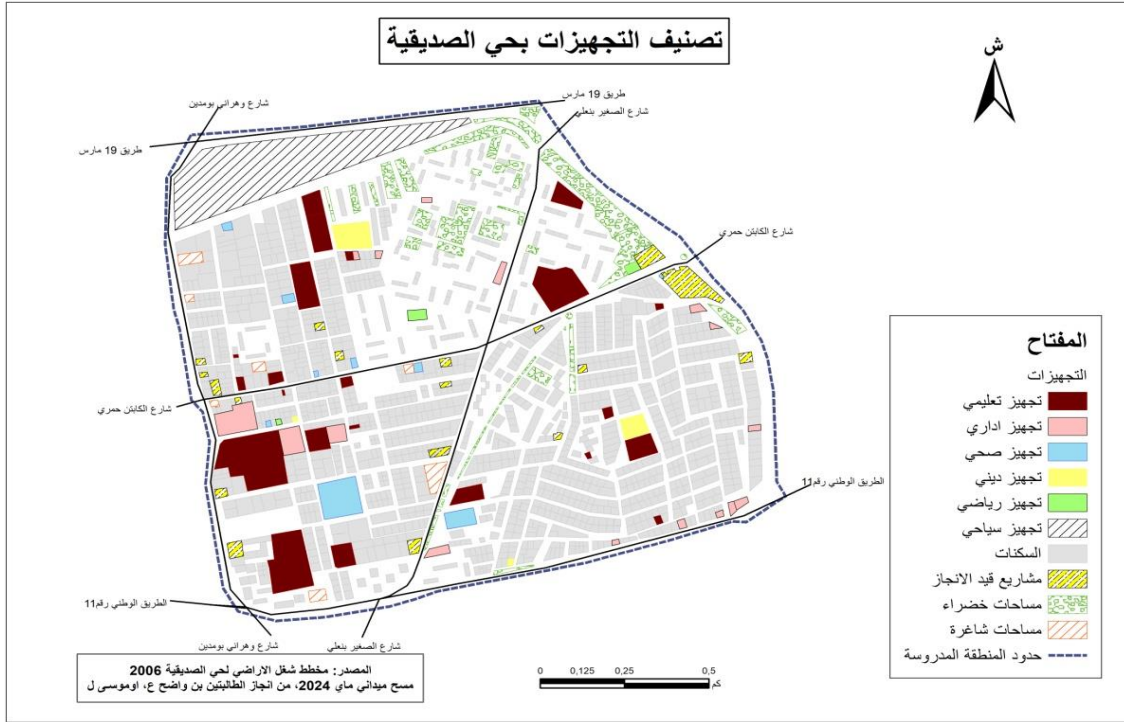 تصنيف التجهيزات بحي الصديقية
ش
طريق 19 مارس
شارع وهراني بومدين
شارع الصغير بنعلي
طريق 19 مارس
شارع الكابتن حمري
المفتاح
التجهيزات
تجهيز تعليمي
تجهيز اداري
تجهيز صحي
تجهيز ديني
تجهيز رياضي
تجهيز سياحي
السكنات
مشاريع قيد الانجاز
مساحات خضراء
مساحات شاغرة
حدود المنطقة المدروسة
شارع الكابتن حمري
الطريق الوطني رقم11
الطريق الوطني رقم11
شارع وهراني بومدين
شارع الصغير بنعلي
المصدر: مخطط شغل الاراضي لحي الصديقية 2006
مسح ميداني ماي 2024، من انجاز الطالبتين بن واضح ع، اوموسى ل
0 0,125 0,25 0,5
كم